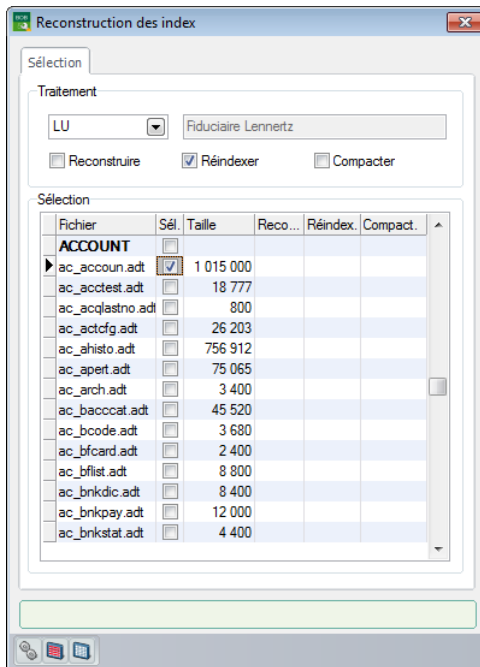 Reconstruction des index
Sélection
Traitement
LU Fiduciaire Lennertz
Reconstruire Réindexer Compacter
Sélection
Fichier Sél. Taille Reco... Réindex. Compact.
ACCOUNT
ac_accoun.adt 1 015 000
ac_acctest.adt 18 777
ac_acqlastno.adt 800
ac_actcfg.adt 26 203
ac_ahisto.adt 756 912
ac_apert.adt 75 065
ac_arch.adt 3 400
ac_bacccat.adt 45 520
ac_bcode.adt 3 680
ac_bfcard.adt 2 400
ac_bflist.adt 8 800
ac_bnkdic.adt 8 400
ac_bnkpay.adt 12 000
ac_bnkstat.adt 4 400